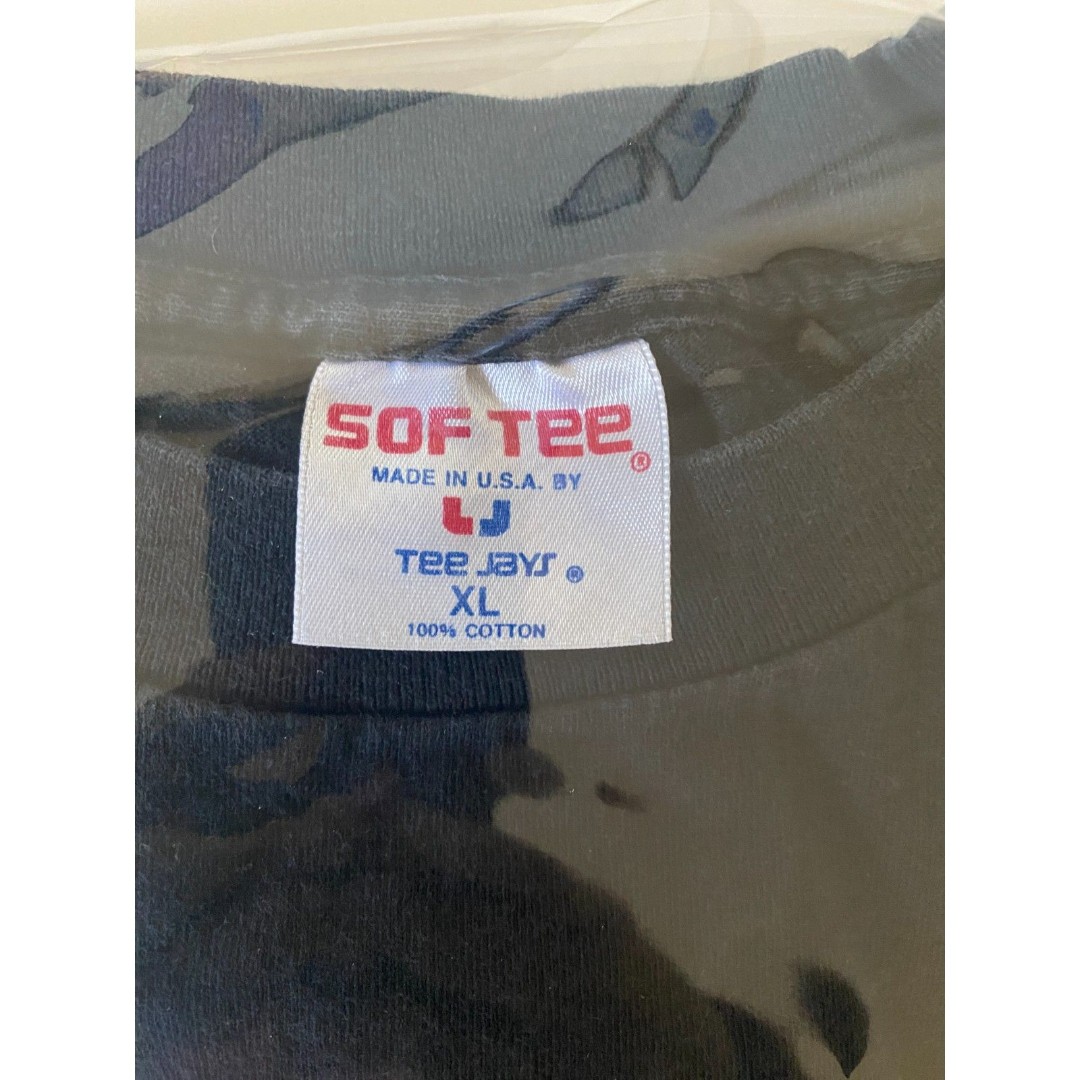 SOF TEE®
MADE IN U.S.A. BY
TJ
TEE JAYS®
XL
100% COTTON